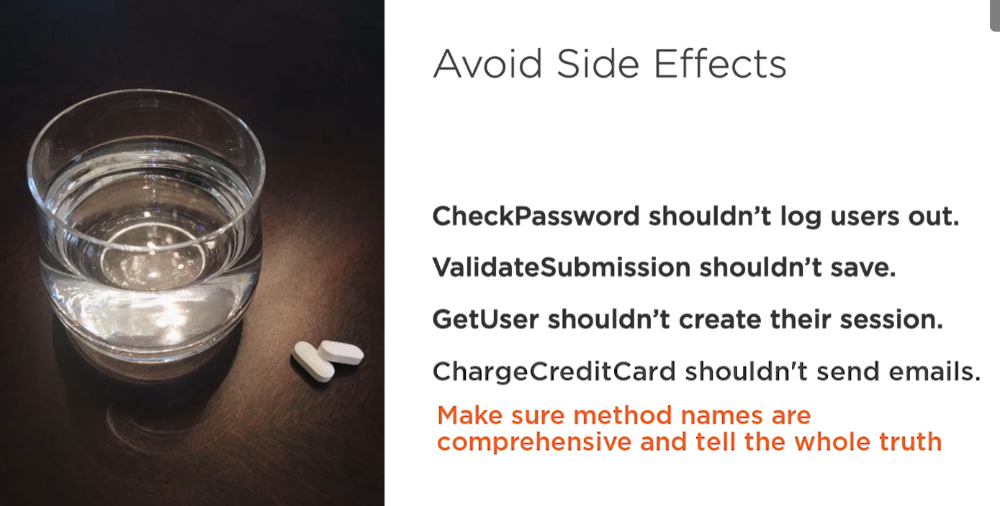 Avoid Side Effects
CheckPassword shouldn’t log users out.
ValidateSubmission shouldn’t save.
GetUser shouldn’t create their session.
ChargeCreditCard shouldn't send emails.
Make sure method names are
comprehensive and tell the whole truth